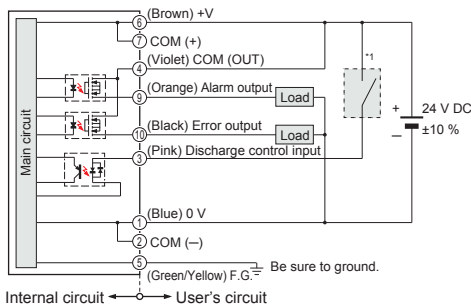 (Brown) +V
6
7 COM (+)
(Violet) COM (OUT)
4
*1
(Orange) Alarm output
9
Load
+
24 V DC
±10 %
–
(Black) Error output
10
Load
(Pink) Discharge control input
3
Main circuit
(Blue) 0 V
1
2 COM (–)
5
Be sure to ground.
(Green/Yellow) F.G.
Internal circuit
User's circuit